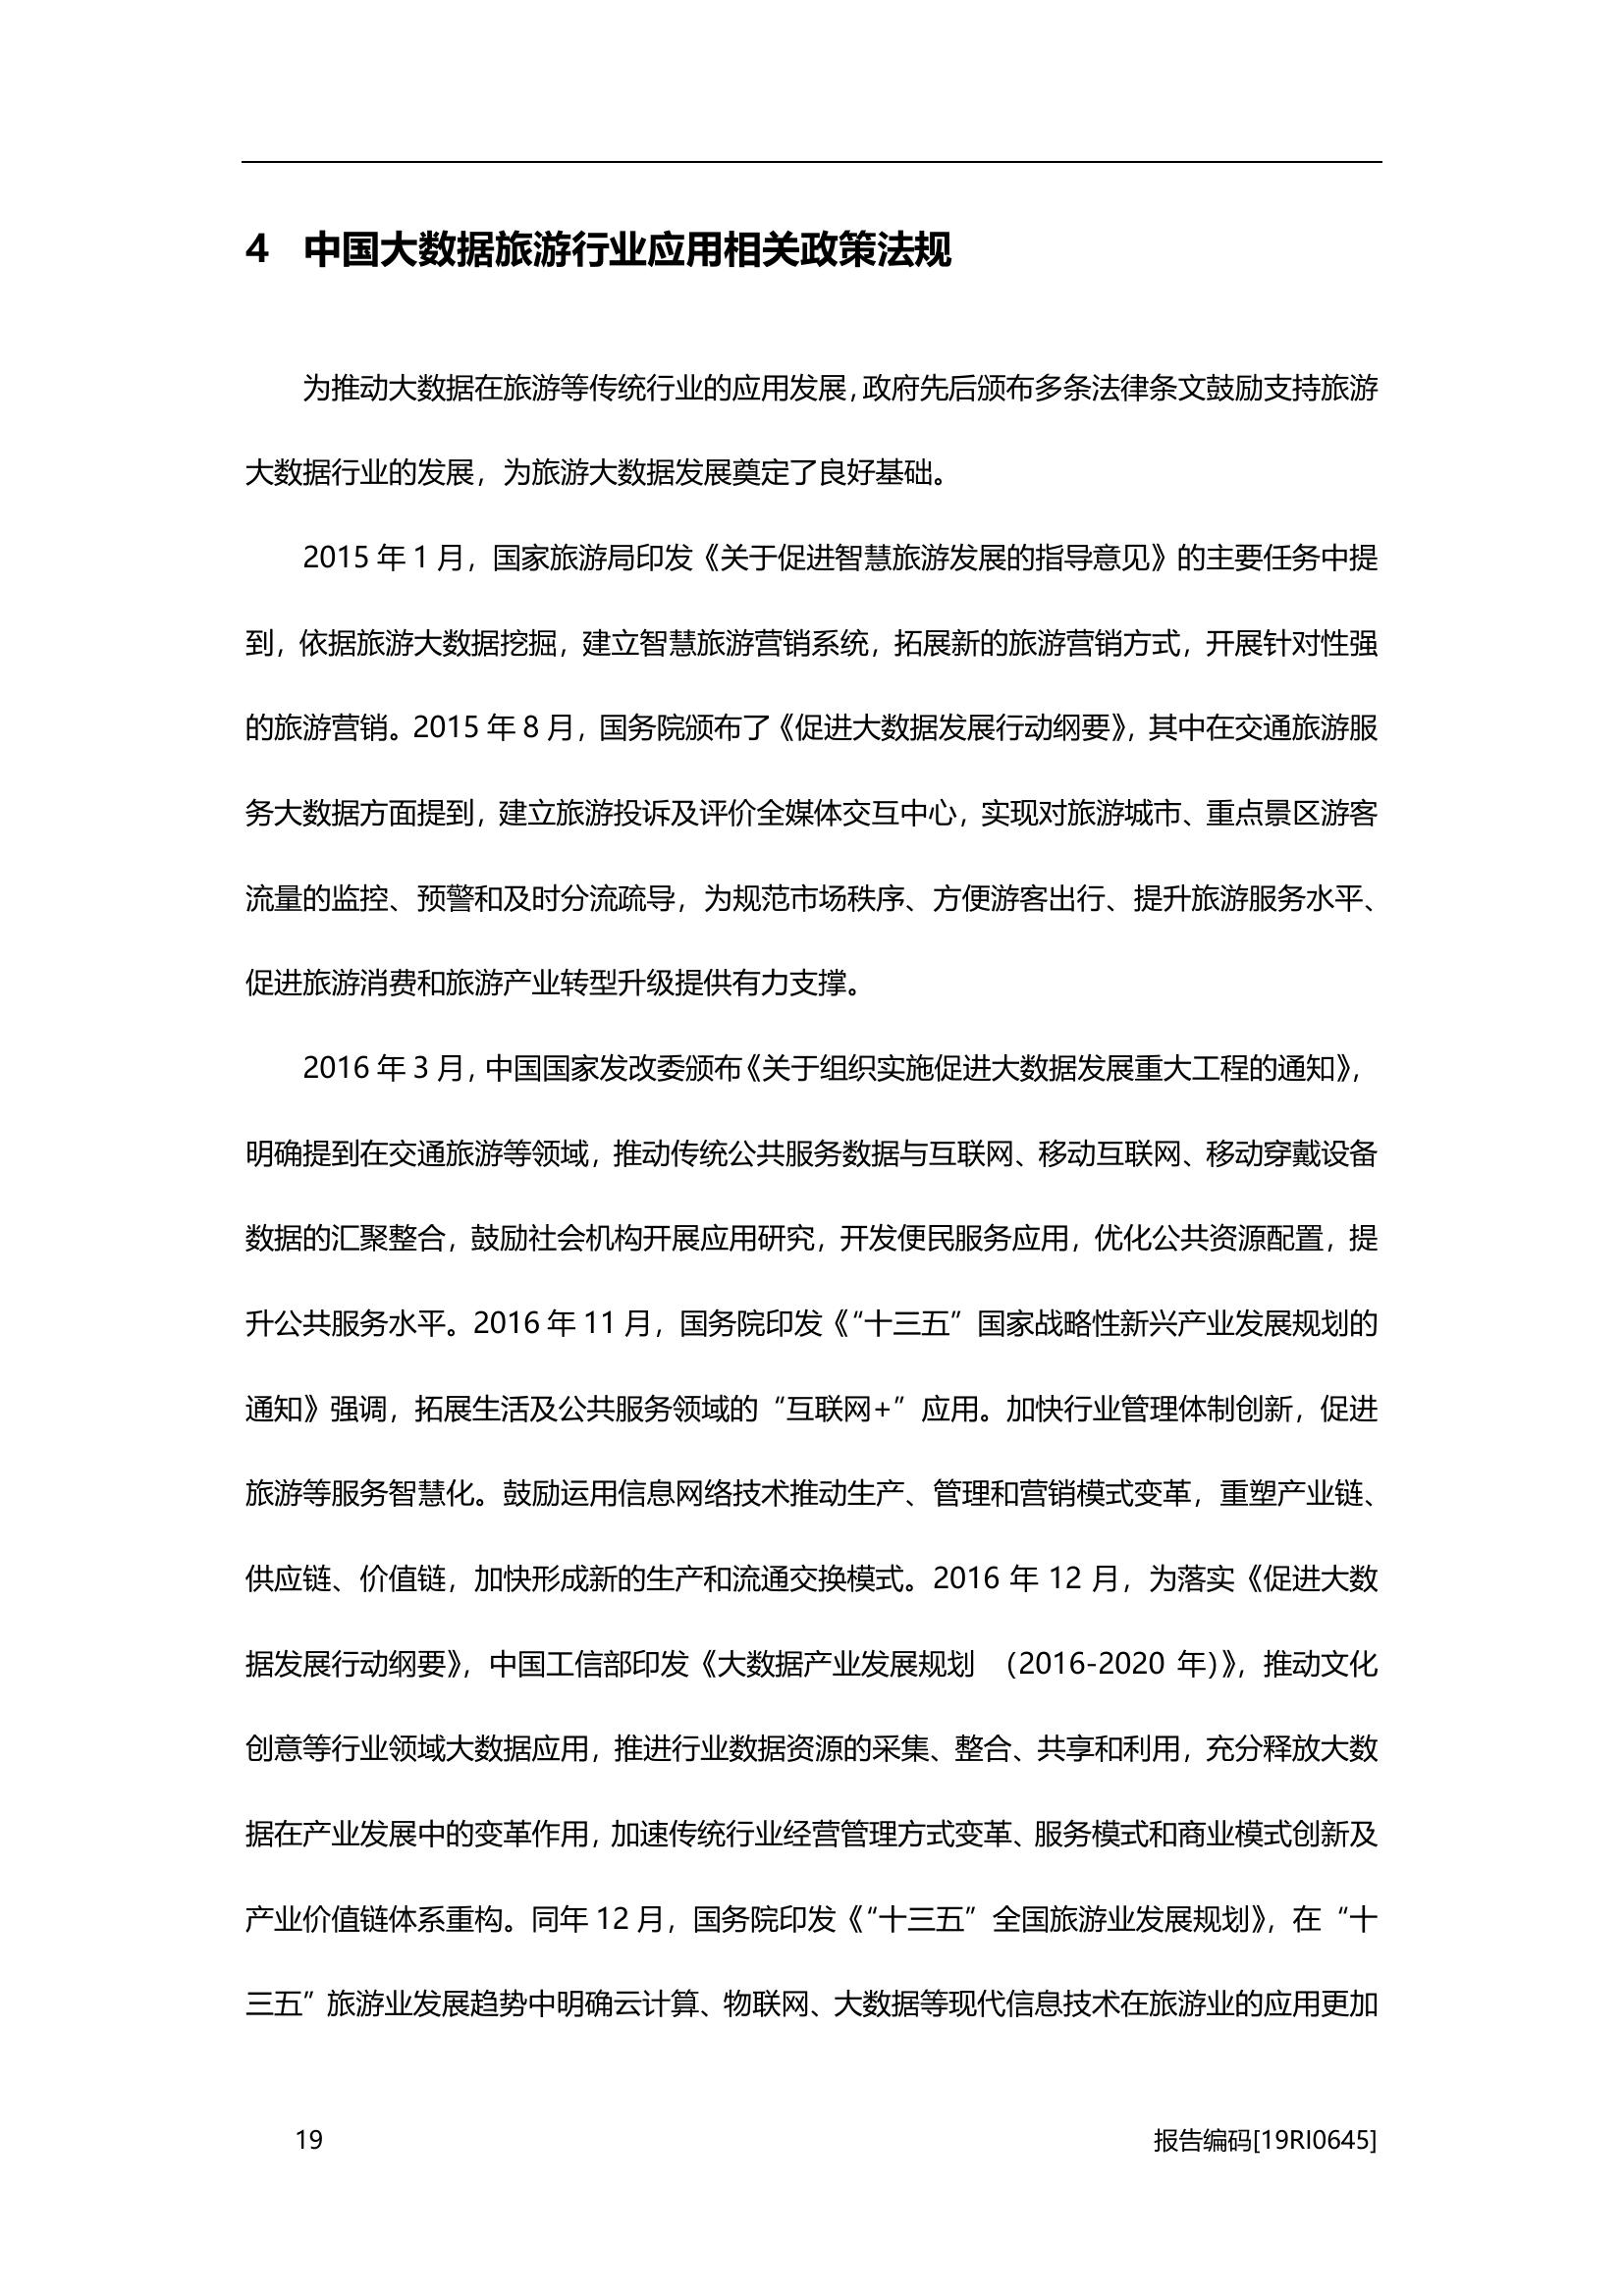 4 中国大数据旅游行业应用相关政策法规
为推动大数据在旅游等传统行业的应用发展，政府先后颁布多条法律条文鼓励支持旅游
大数据行业的发展，为旅游大数据发展奠定了良好基础。
2015 年 1 月，国家旅游局印发《关于促进智慧旅游发展的指导意见》的主要任务中提
到，依据旅游大数据挖掘，建立智慧旅游营销系统，拓展新的旅游营销方式，开展针对性强
的旅游营销。2015 年 8 月，国务院颁布了《促进大数据发展行动纲要》，其中在交通旅游服
务大数据方面提到，建立旅游投诉及评价全媒体交互中心，实现对旅游城市、重点景区游客
流量的监控、预警和及时分流疏导，为规范市场秩序、方便游客出行、提升旅游服务水平、
促进旅游消费和旅游产业转型升级提供有力支撑。
2016 年 3 月，中国国家发改委颁布《关于组织实施促进大数据发展重大工程的通知》，
明确提到在交通旅游等领域，推动传统公共服务数据与互联网、移动互联网、移动穿戴设备
数据的汇聚整合，鼓励社会机构开展应用研究，开发便民服务应用，优化公共资源配置，提
升公共服务水平。2016 年 11 月，国务院印发《“十三五”国家战略性新兴产业发展规划的
通知》强调，拓展生活及公共服务领域的“互联网+”应用。加快行业管理体制创新，促进
旅游等服务智慧化。鼓励运用信息网络技术推动生产、管理和营销模式变革，重塑产业链、
供应链、价值链，加快形成新的生产和流通交换模式。2016 年 12 月，为落实《促进大数
据发展行动纲要》，中国工信部印发《大数据产业发展规划 （2016-2020 年）》，推动文化
创意等行业领域大数据应用，推进行业数据资源的采集、整合、共享和利用，充分释放大数
据在产业发展中的变革作用，加速传统行业经营管理方式变革、服务模式和商业模式创新及
产业价值链体系重构。同年 12 月，国务院印发《“十三五”全国旅游业发展规划》，在“十
三五”旅游业发展趋势中明确云计算、物联网、大数据等现代信息技术在旅游业的应用更加
19 报告编码[19RI0645]